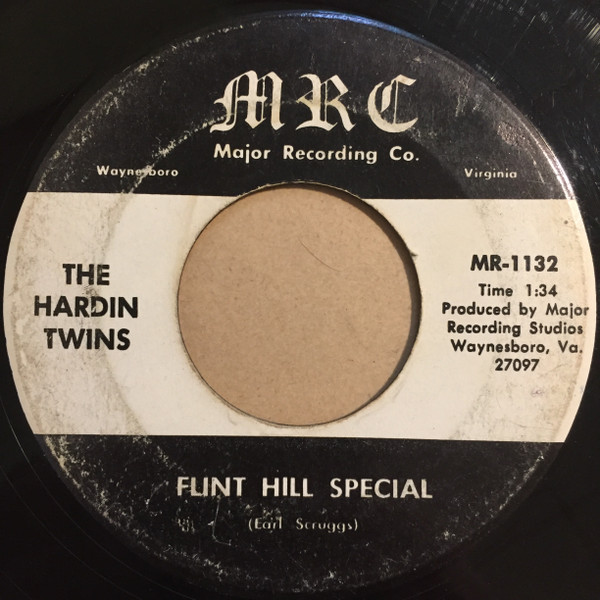 MRC
Major Recording Co.
Waynesboro Virginia
THE
HARDIN
TWINS
MR-1132
Time 1:34
Produced by Major
Recording Studios
Waynesboro, Va.
27097
FLINT HILL SPECIAL
(Earl Scruggs)